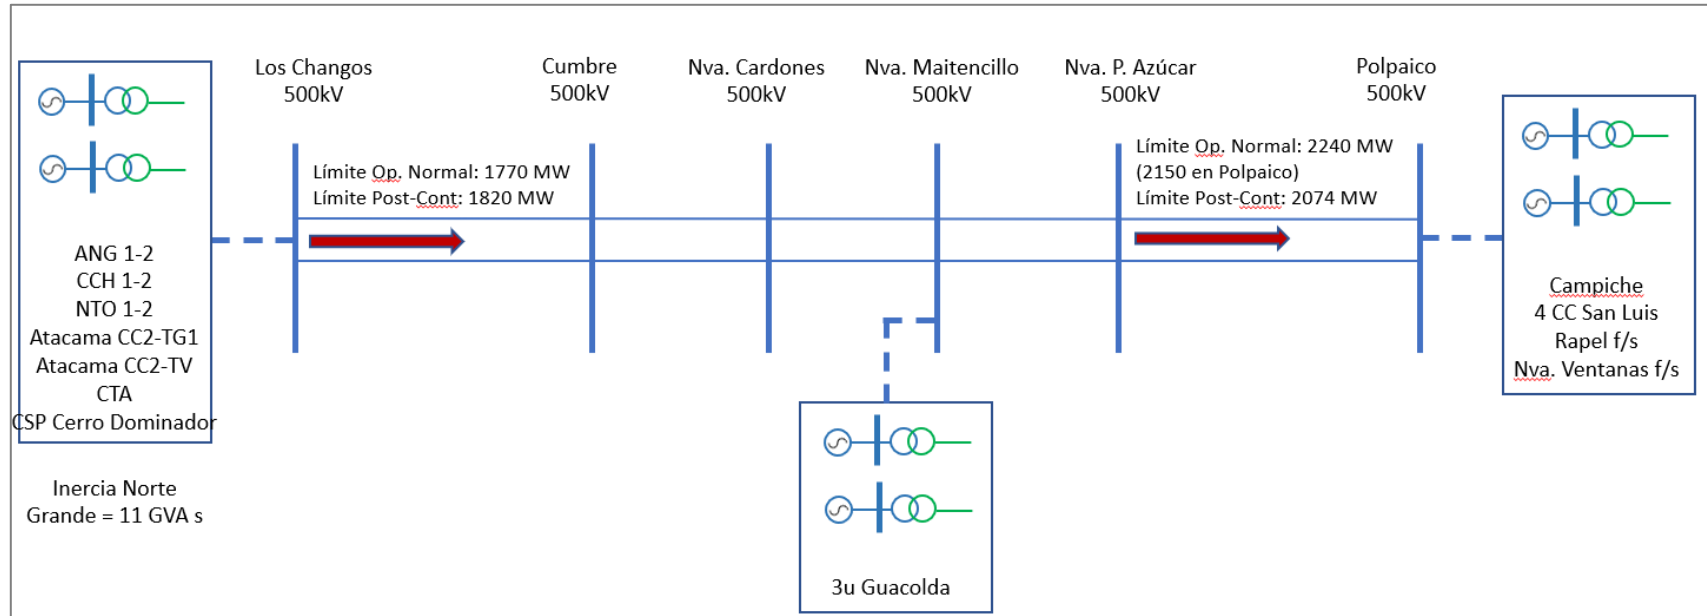 Los Changos
500kV
Cumbre
500kV
Nva. Cardones
500kV
Nva. Maitencillo
500kV
Nva. P. Azúcar
500kV
Polpaico
500kV
Límite Op. Normal: 1770 MW
Límite Post-Cont: 1820 MW
Límite Op. Normal: 2240 MW
(2150 en Polpaico)
Límite Post-Cont: 2074 MW
ANG 1-2
CCH 1-2
NTO 1-2
Atacama CC2-TG1
Atacama CC2-TV
CTA
CSP Cerro Dominador
Inercia Norte
Grande = 11 GVA s
3u Guacolda
Campiche
4 CC San Luis
Rapel f/s
Nva. Ventanas f/s